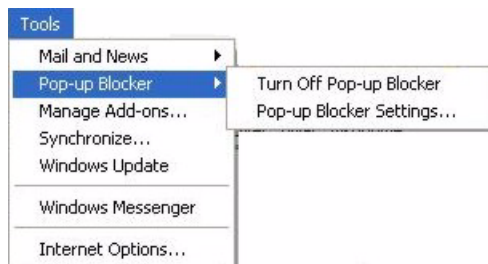 Tools
Mail and News
Pop-up Blocker
Turn Off Pop-up Blocker
Manage Add-ons...
Pop-up Blocker Settings...
Synchronize...
Windows Update
Windows Messenger
Internet Options...